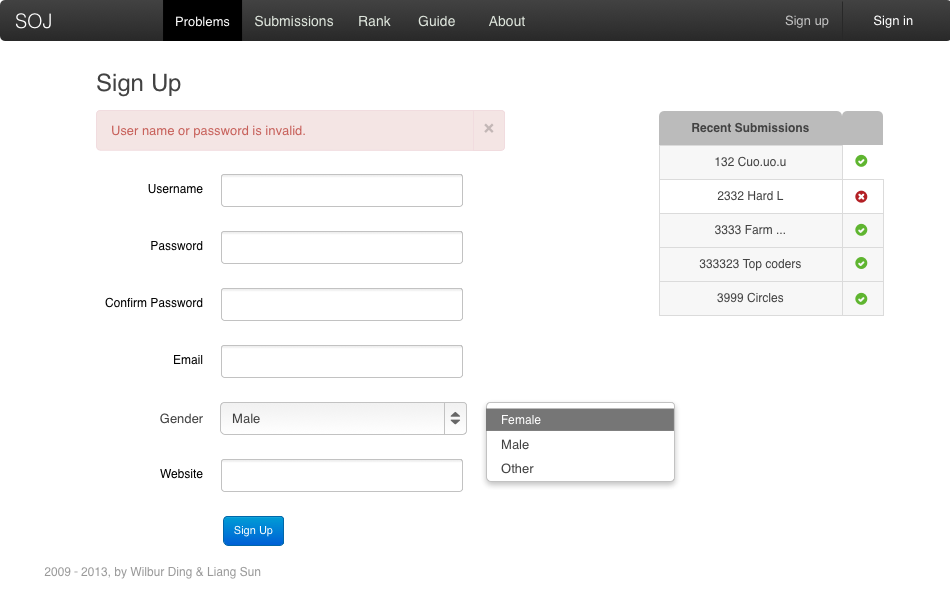 SOJ Problems Submissions Rank Guide About Sign up Sign in
Sign Up
User name or password is invalid. ×
Username
Password
Confirm Password
Email
Gender Male
Female
Male
Other
Website
Sign Up
Recent Submissions
132 Cuo.uo.u
2332 Hard L
3333 Farm ...
333323 Top coders
3999 Circles
2009 - 2013, by Wilbur Ding & Liang Sun